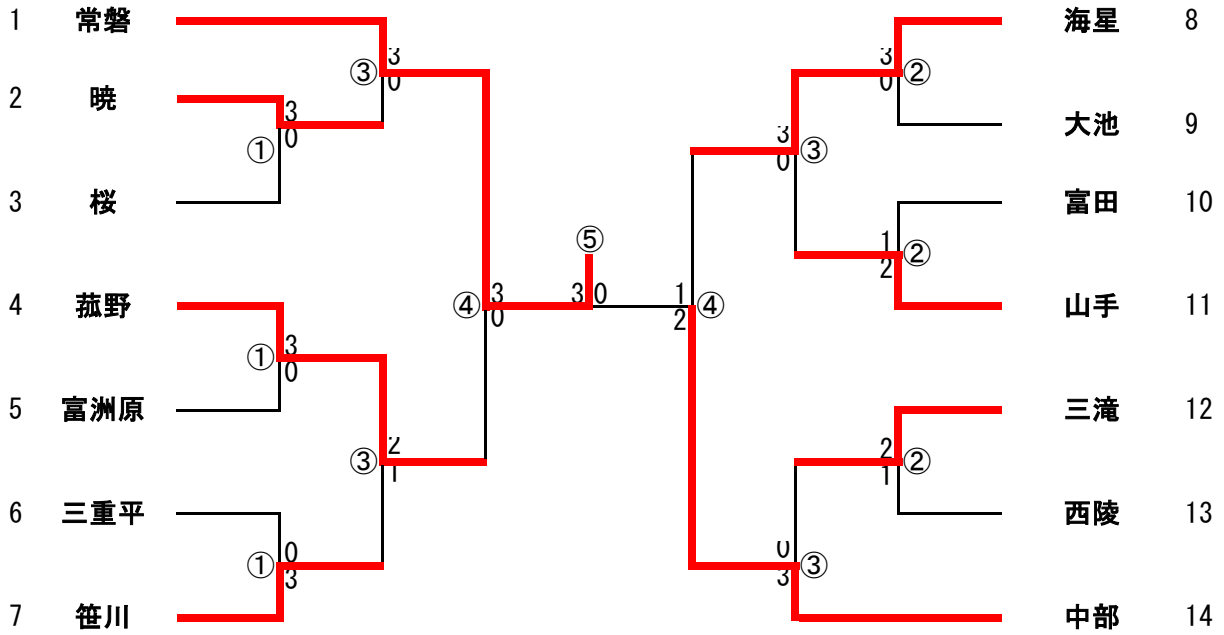 1 常磐
海星 8
3
③
0
3
②
0
2 暁
3
0
①
大池 9
3
③
0
3 桜
富田 10
⑤
1
②
2
4 菰野
3
④
0
3 0
1
④
2
山手 11
3
①
0
5 富洲原
三滝 12
2
③
1
2
②
1
6 三重平
西陵 13
0
①
3
0
③
3
7 笹川
中部 14